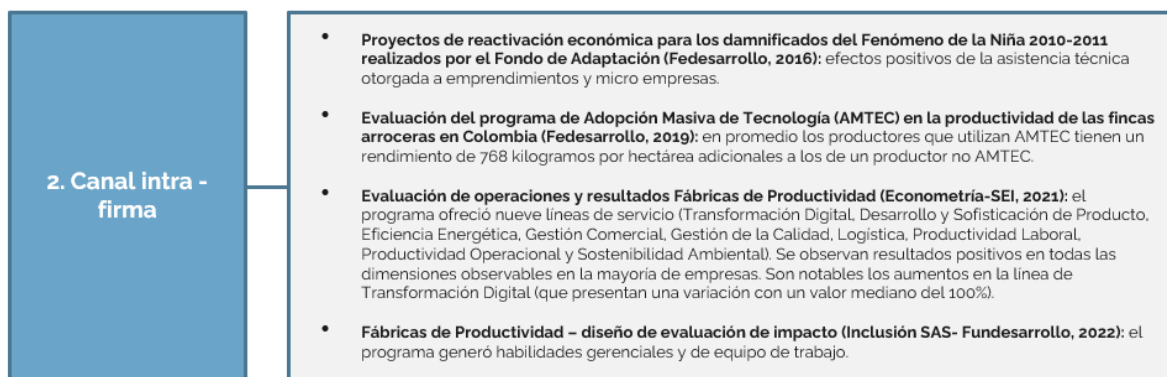 2. Canal intra -
firma
• Proyectos de reactivación económica para los damnificados del Fenómeno de la Niña 2010-2011
realizados por el Fondo de Adaptación (Fedesarrollo, 2016): efectos positivos de la asistencia técnica
otorgada a emprendimientos y micro empresas.
• Evaluación del programa de Adopción Masiva de Tecnología (AMTEC) en la productividad de las fincas
arroceras en Colombia (Fedesarrollo, 2019): en promedio los productores que utilizan AMTEC tienen un
rendimiento de 768 kilogramos por hectárea adicionales a los de un productor no AMTEC.
• Evaluación de operaciones y resultados Fábricas de Productividad (Econometría-SEI, 2021): el
programa ofreció nueve líneas de servicio (Transformación Digital, Desarrollo y Sofisticación de Producto,
Eficiencia Energética, Gestión Comercial, Gestión de la Calidad, Logística, Productividad Laboral,
Productividad Operacional y Sostenibilidad Ambiental). Se observan resultados positivos en todas las
dimensiones observables en la mayoría de empresas. Son notables los aumentos en la línea de
Transformación Digital (que presentan una variación con un valor mediano del 100%).
• Fábricas de Productividad – diseño de evaluación de impacto (Inclusión SAS- Fundesarrollo, 2022): el
programa generó habilidades gerenciales y de equipo de trabajo.